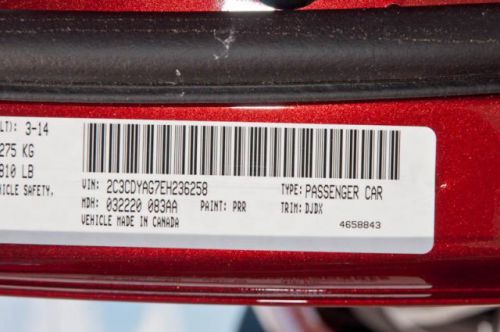 LT): 3-14
275 KG
810 LB
HICLE SAFETY,
VIN: 2C3CDYAG7EH236258 TYPE: PASSENGER CAR
MDH: 032220 083AA PAINT: PRR TRIM: DJDX
VEHICLE MADE IN CANADA 4658843